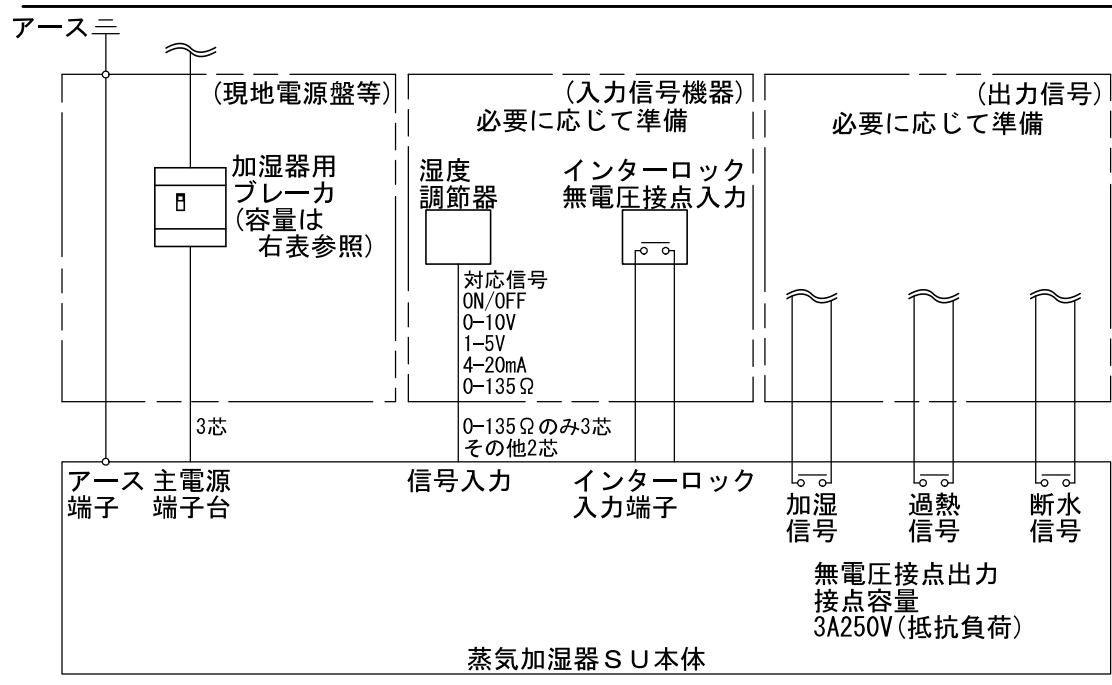 アース
(現地電源盤等)
加湿器用
ブレーカ
(容量は
右表参照)
3芯
(入力信号機器)
必要に応じて準備
湿度
調節器
インターロック
無電圧接点入力
対応信号
ON/OFF
0-10V
1-5V
4-20mA
0-135Ω
0-135Ωのみ3芯
その他2芯
(出力信号)
必要に応じて準備
アース
端子
主電源
端子台
信号入力
インターロック
入力端子
加湿
信号
過熱
信号
断水
信号
無電圧接点出力
接点容量
3A250V(抵抗負荷)
蒸気加湿器SU本体